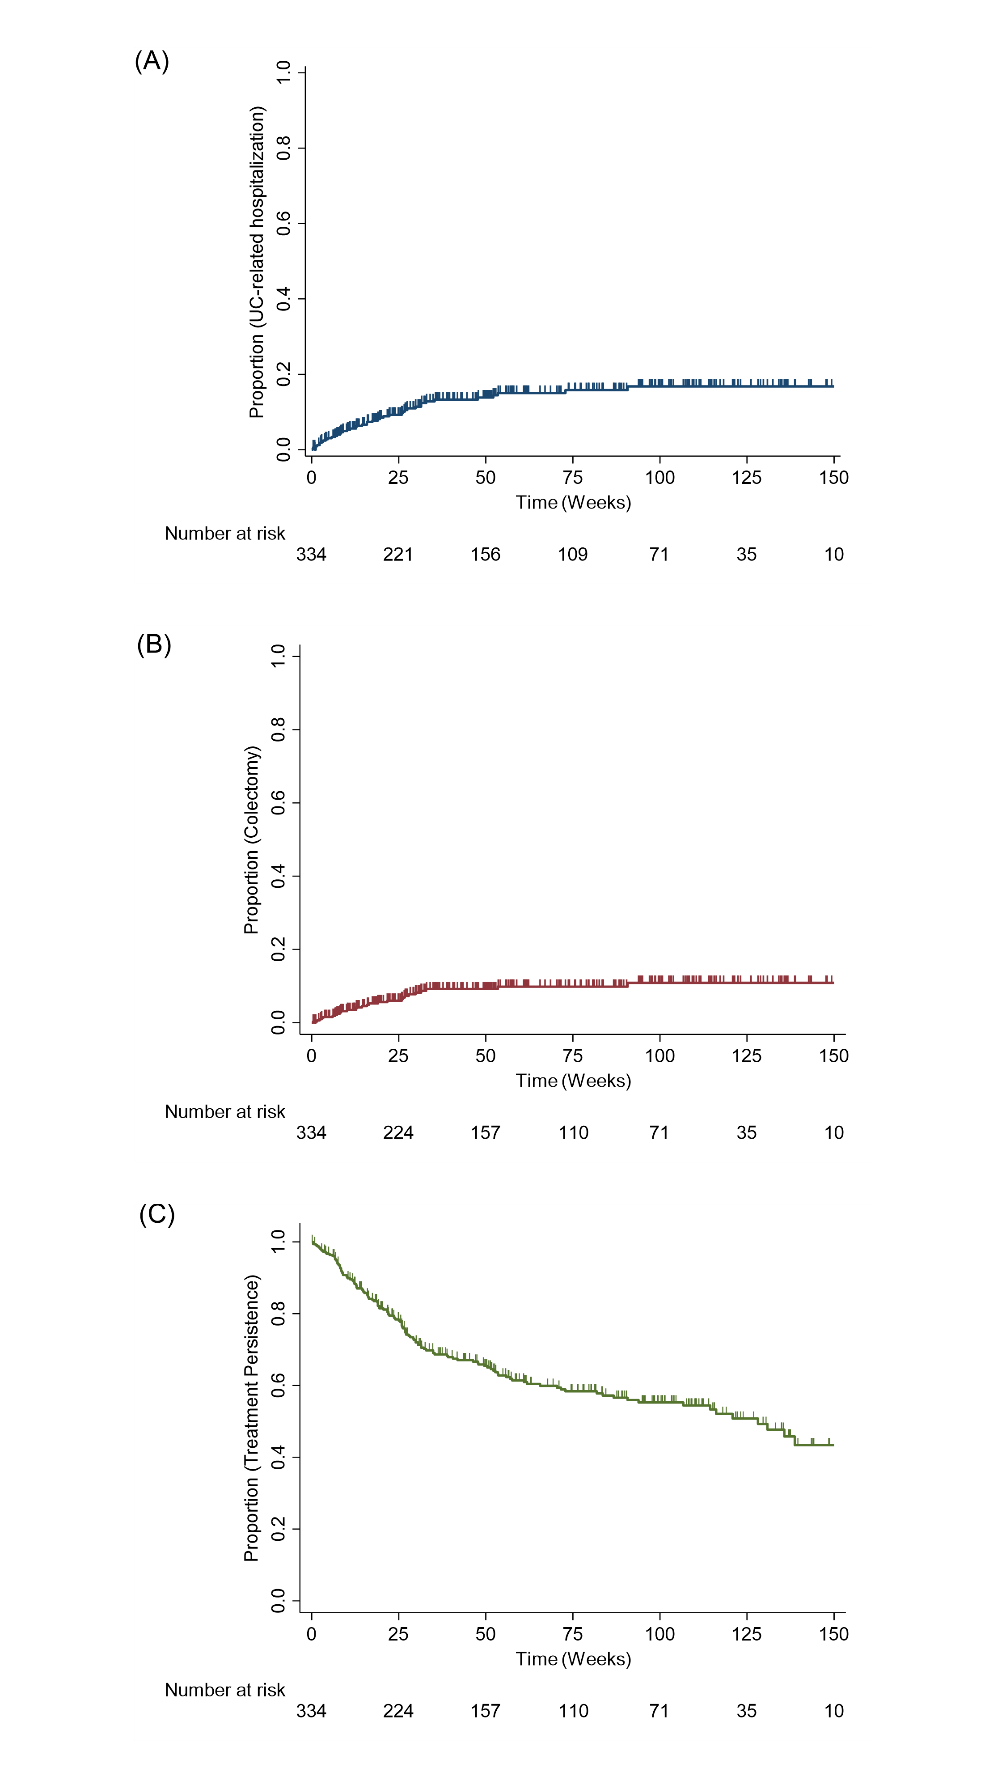 (A)
Proportion (UC-related hospitalization)
1.0
0.8
0.6
0.4
0.2
0.0
0 25 50 75 100 125 150
Time (Weeks)
Number at risk
334 221 156 109 71 35 10
(B)
Proportion (Colectomy)
1.0
0.8
0.6
0.4
0.2
0.0
0 25 50 75 100 125 150
Time (Weeks)
Number at risk
334 224 157 110 71 35 10
(C)
Proportion (Treatment Persistence)
1.0
0.8
0.6
0.4
0.2
0.0
0 25 50 75 100 125 150
Time (Weeks)
Number at risk
334 224 157 110 71 35 10